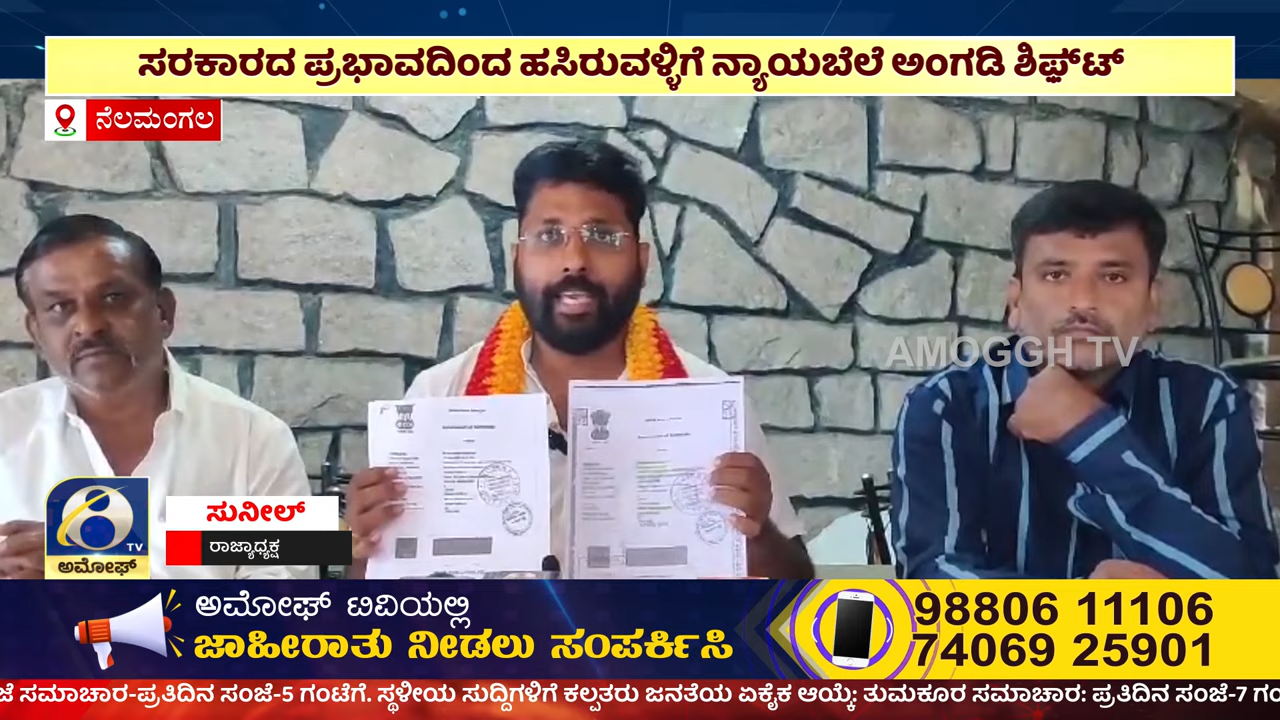 ಸರಕಾರದ ಪ್ರಭಾವದಿಂದ ಹಸಿರುವಳ್ಳಿಗೆ ನ್ಯಾಯಬೆಲೆ ಅಂಗಡಿ ಶಿಫ್ಟ್
ನೆಲಮಂಗಲ
AMOGGH TV
TV
ಅಮೋಘ್
ಸುನೀಲ್
ರಾಜ್ಯಾಧ್ಯಕ್ಷ
ಅಮೋಘ್ ಟಿವಿಯಲ್ಲಿ
ಜಾಹೀರಾತು ನೀಡಲು ಸಂಪರ್ಕಿಸಿ
98806 11106
74069 25901
ಜೆ ಸಮಾಚಾರ-ಪ್ರತಿದಿನ ಸಂಜೆ-5 ಗಂಟೆಗೆ. ಸ್ಥಳೀಯ ಸುದ್ದಿಗಳಿಗೆ ಕಲ್ಪತರು ಜನತೆಯ ಏಕೈಕ ಆಯ್ಕೆ; ತುಮಕೂರ ಸಮಾಚಾರ: ಪ್ರತಿದಿನ ಸಂಜೆ-7 ಗಂ